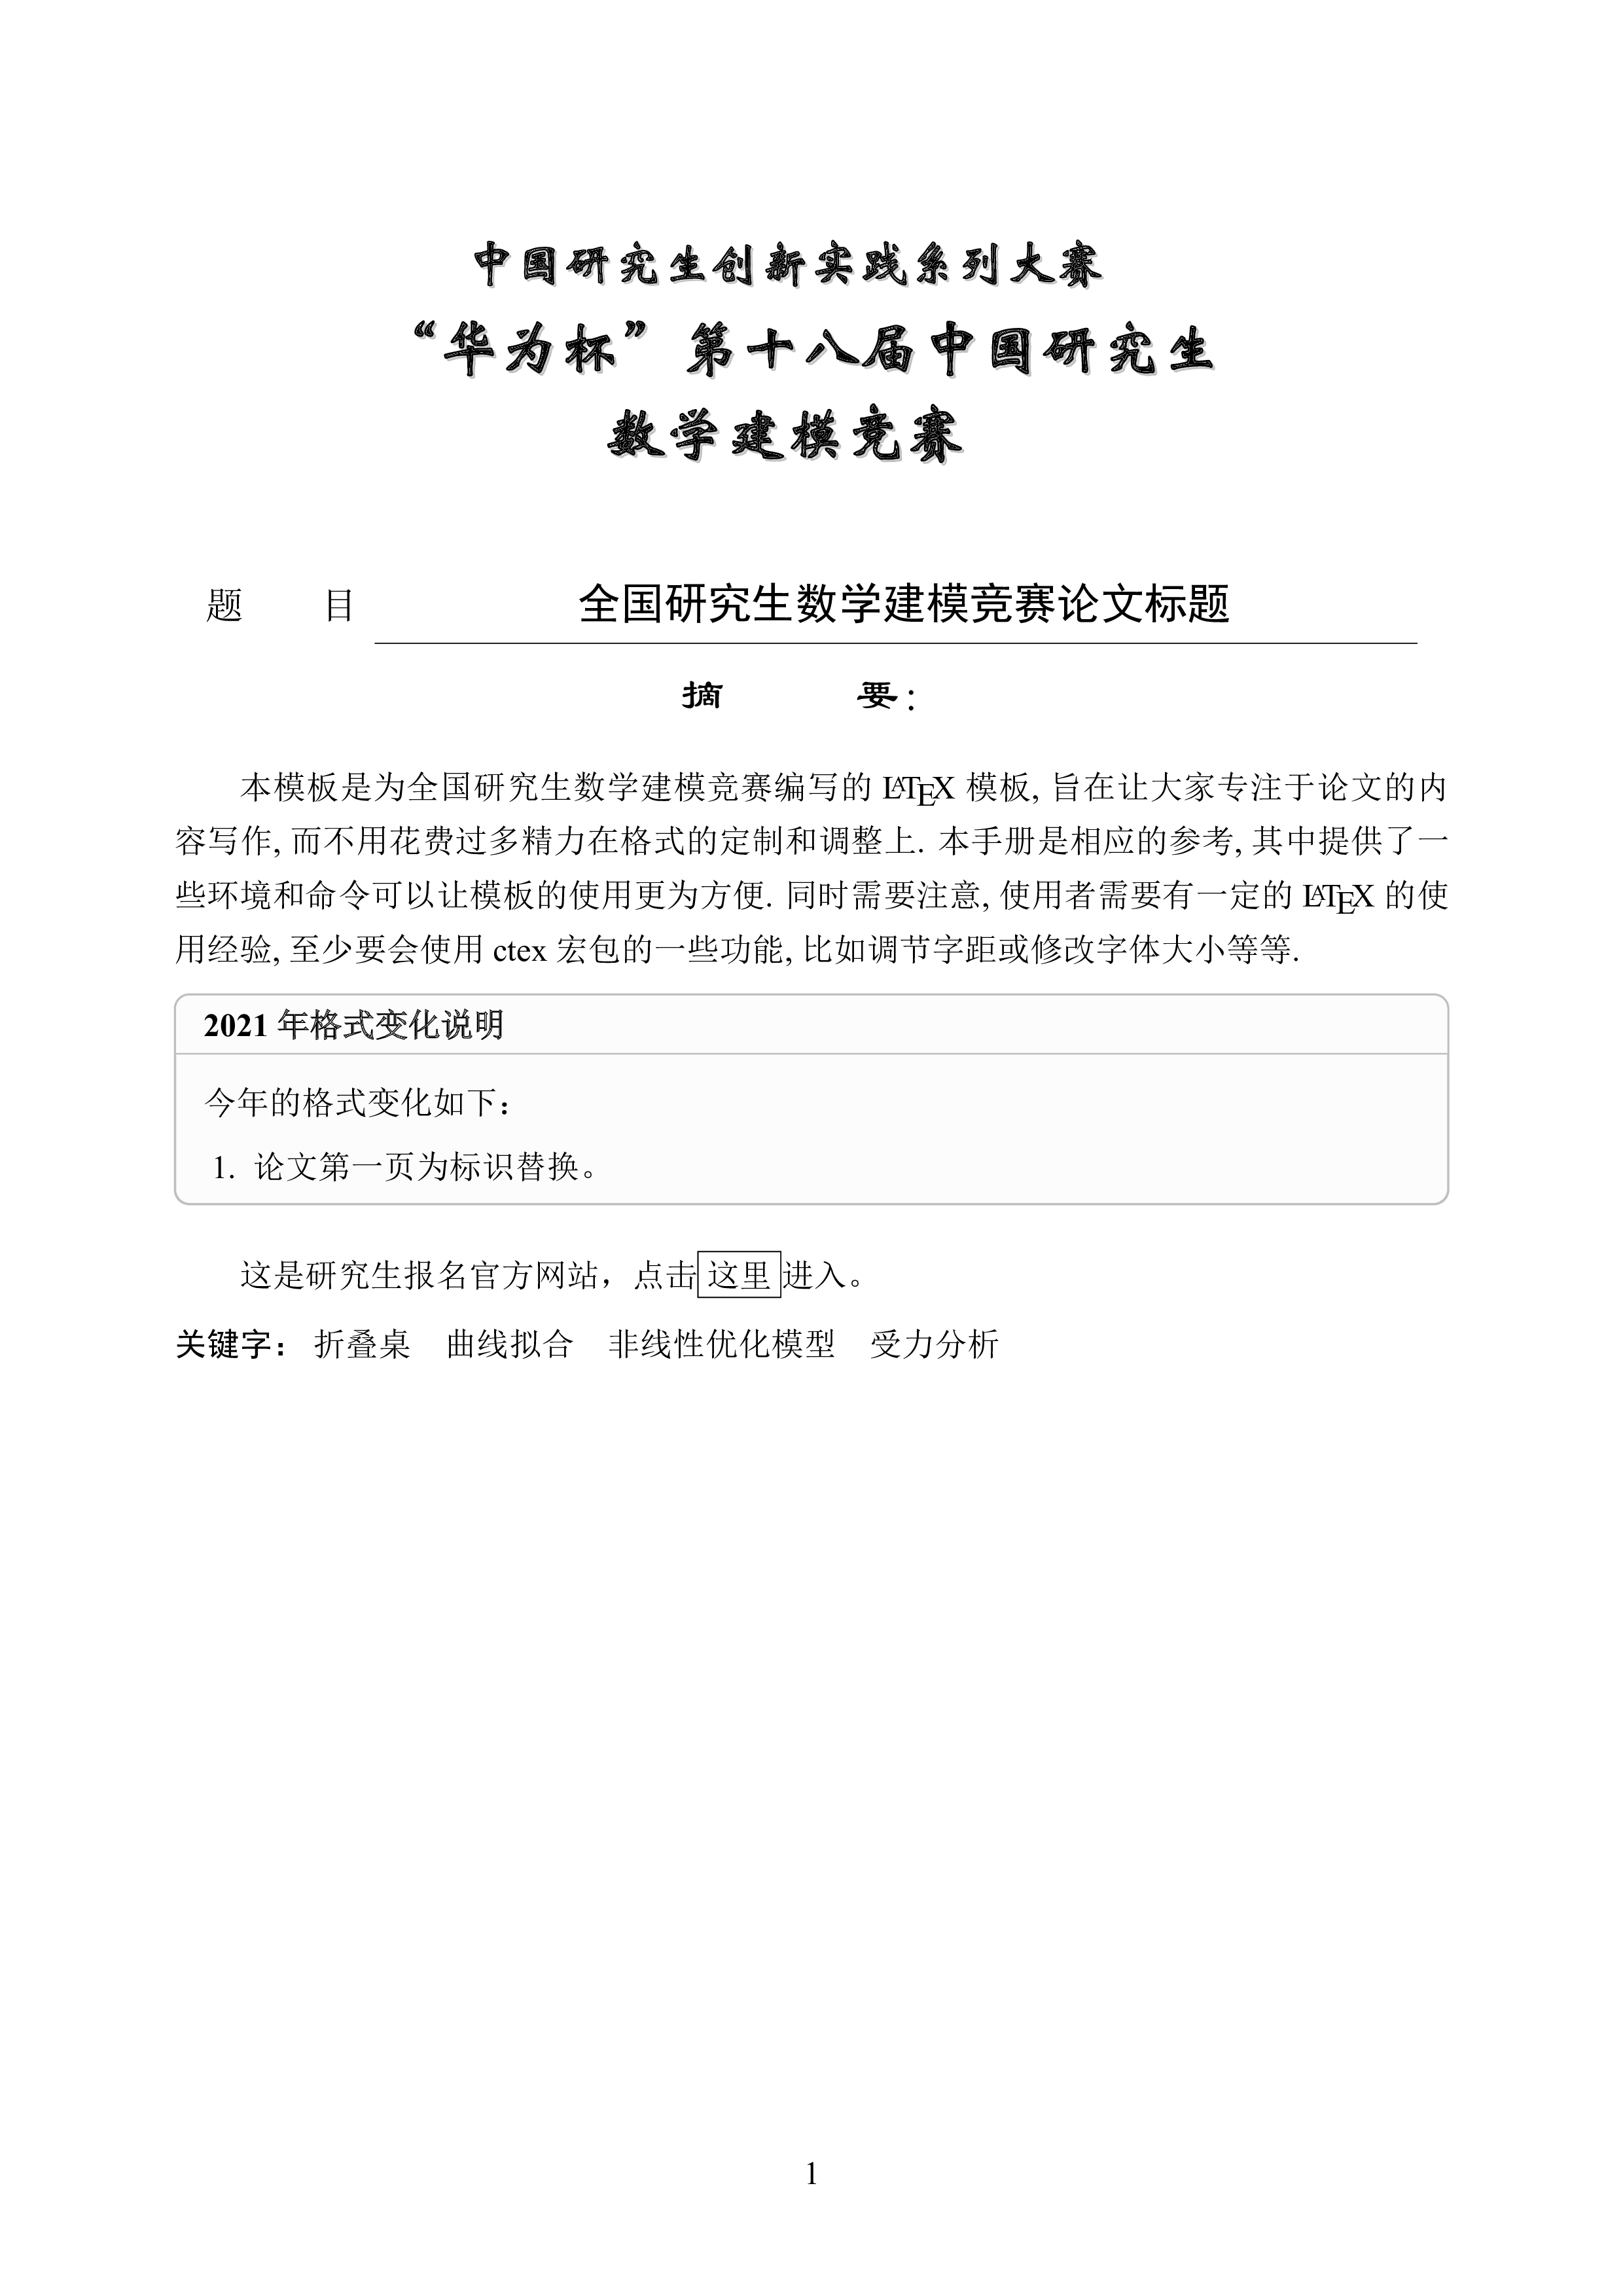 中国研究生创新实践系列大赛
“华为杯”第十八届中国研究生
数学建模竞赛
题 目 全国研究生数学建模竞赛论文标题
摘 要:
本模板是为全国研究生数学建模竞赛编写的 LATEX 模板, 旨在让大家专注于论文的内
容写作, 而不用花费过多精力在格式的定制和调整上. 本手册是相应的参考, 其中提供了一
些环境和命令可以让模板的使用更为方便. 同时需要注意, 使用者需要有一定的 LATEX 的使
用经验, 至少要会使用 ctex 宏包的一些功能, 比如调节字距或修改字体大小等等.
2021 年格式变化说明
今年的格式变化如下：
1. 论文第一页为标识替换。
这是研究生报名官方网站，点击 这里 进入。
关键字： 折叠桌 曲线拟合 非线性优化模型 受力分析
1